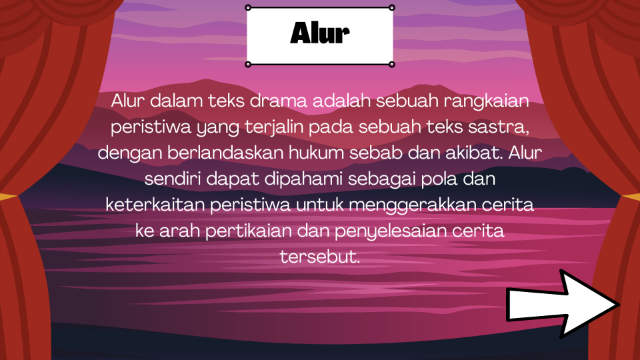 Alur
Alur dalam teks drama adalah sebuah rangkaian
peristiwa yang terjalin pada sebuah teks sastra,
dengan berlandaskan hukum sebab dan akibat. Alur
sendiri dapat dipahami sebagai pola dan
keterkaitan peristiwa untuk menggerakkan cerita
ke arah pertikaian dan penyelesaian cerita
tersebut.